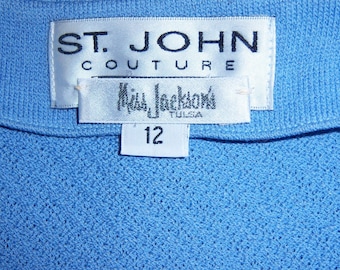 ST. JOHN
COUTURE
Miss Jackson's
TULSA
12